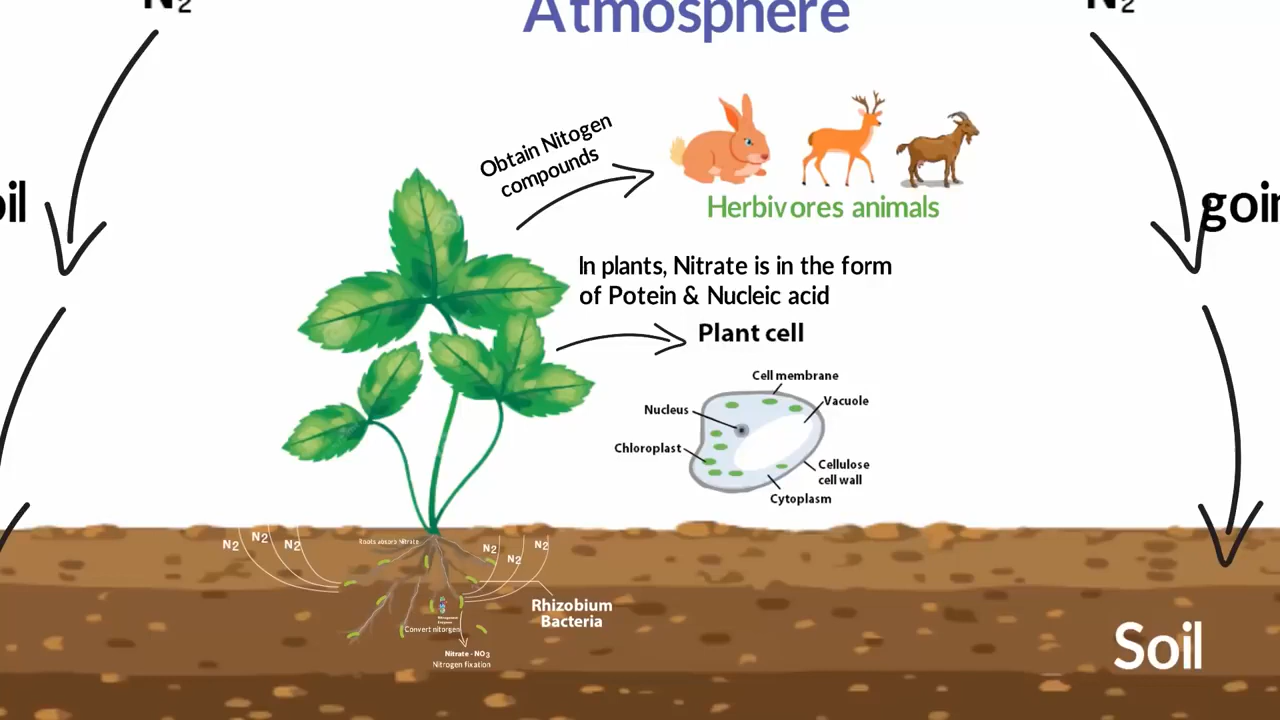 N2
Atmosphere
N2
Obtain Nitogen
compounds
oil
goin
Herbivores animals
In plants, Nitrate is in the form
of Potein & Nucleic acid
Plant cell
Cell membrane
Vacuole
Nucleus
Chloroplast
Cellulose
cell wall
Cytoplasm
N2
N2
N2
Roots absors Nitrate
N2
N2
N2
Rhizobium
Bacteria
Convert nitorgen
Nitrate - NO3
Nitrogen fixation
Soil